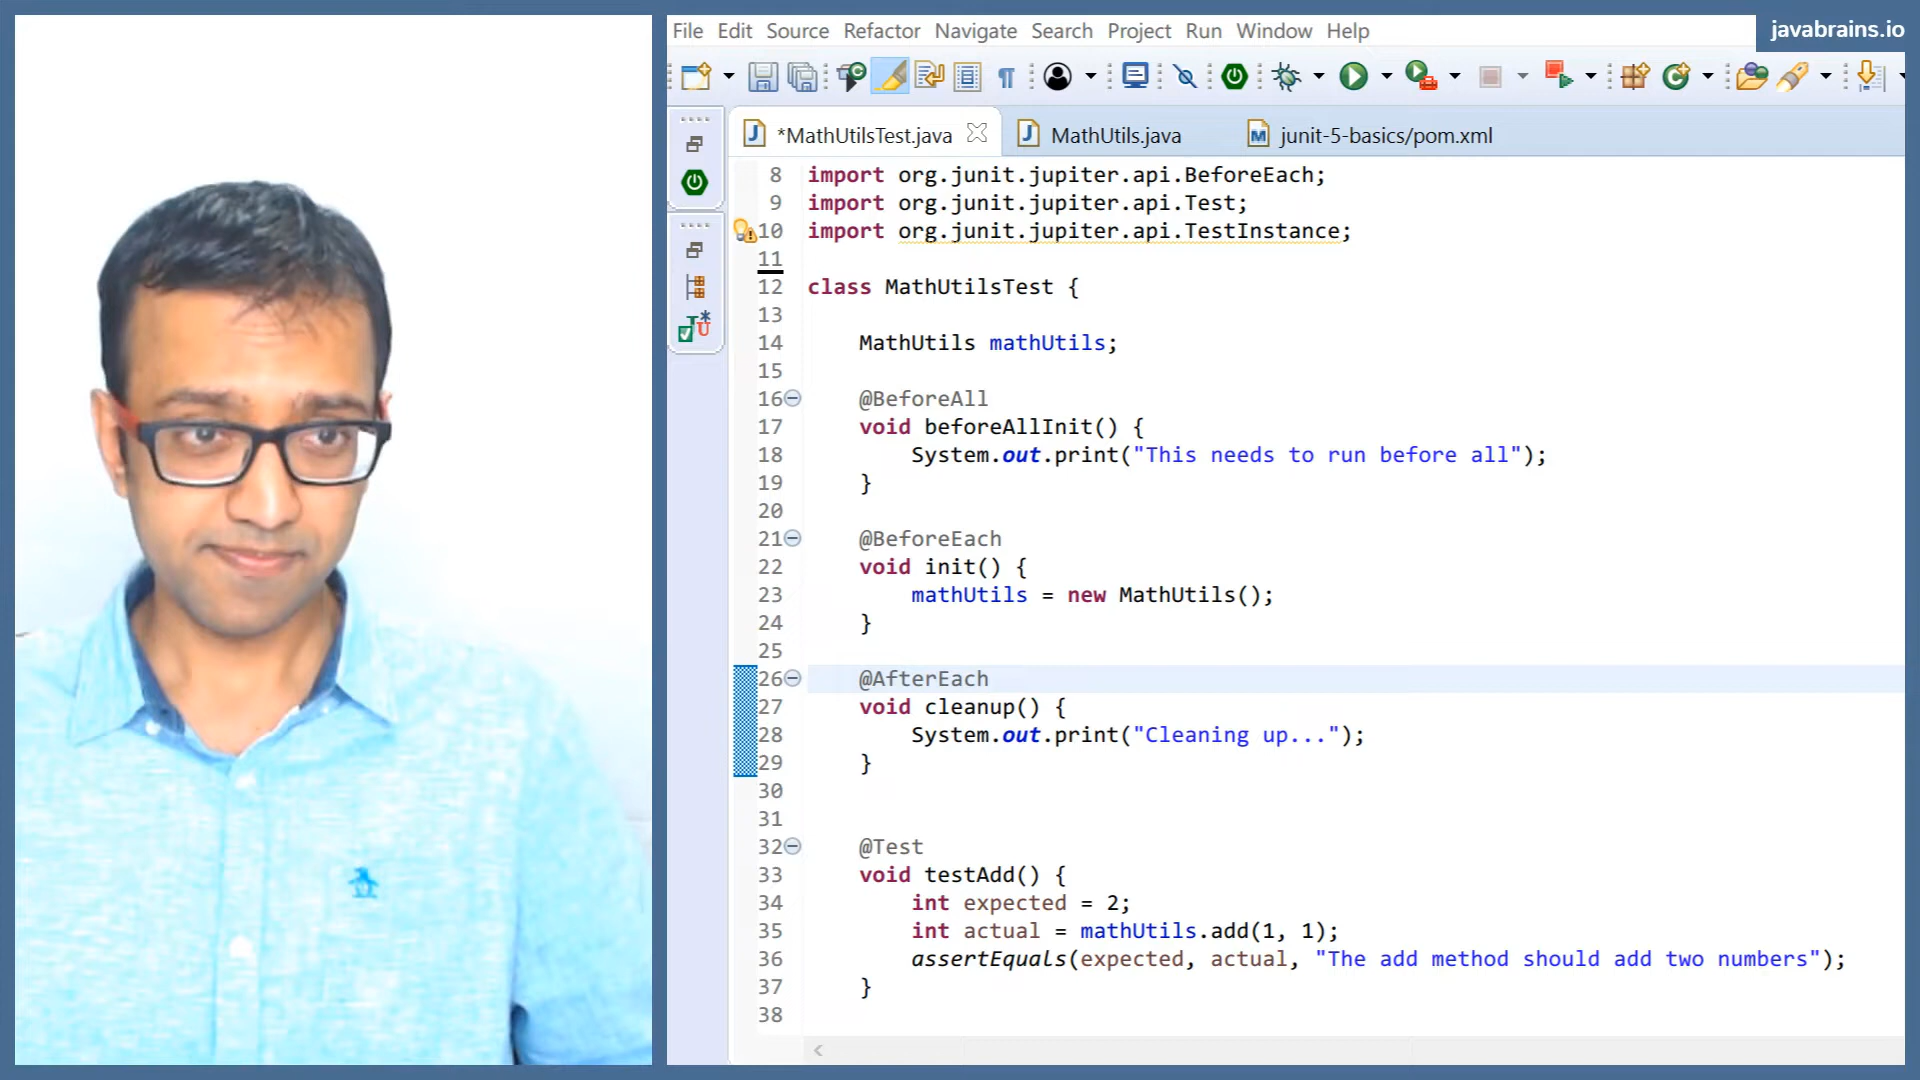 javabrains.io
File Edit Source Refactor Navigate Search Project Run Window Help
*MathUtilsTest.java MathUtils.java junit-5-basics/pom.xml
8 import org.junit.jupiter.api.BeforeEach;
9 import org.junit.jupiter.api.Test;
10 import org.junit.jupiter.api.TestInstance;
11
12 class MathUtilsTest {
13
14 MathUtils mathUtils;
15
16 @BeforeAll
17 void beforeAllInit() {
18 System.out.print("This needs to run before all");
19 }
20
21 @BeforeEach
22 void init() {
23 mathUtils = new MathUtils();
24 }
25
26 @AfterEach
27 void cleanup() {
28 System.out.print("Cleaning up...");
29 }
30
31
32 @Test
33 void testAdd() {
34 int expected = 2;
35 int actual = mathUtils.add(1, 1);
36 assertEquals(expected, actual, "The add method should add two numbers");
37 }
38